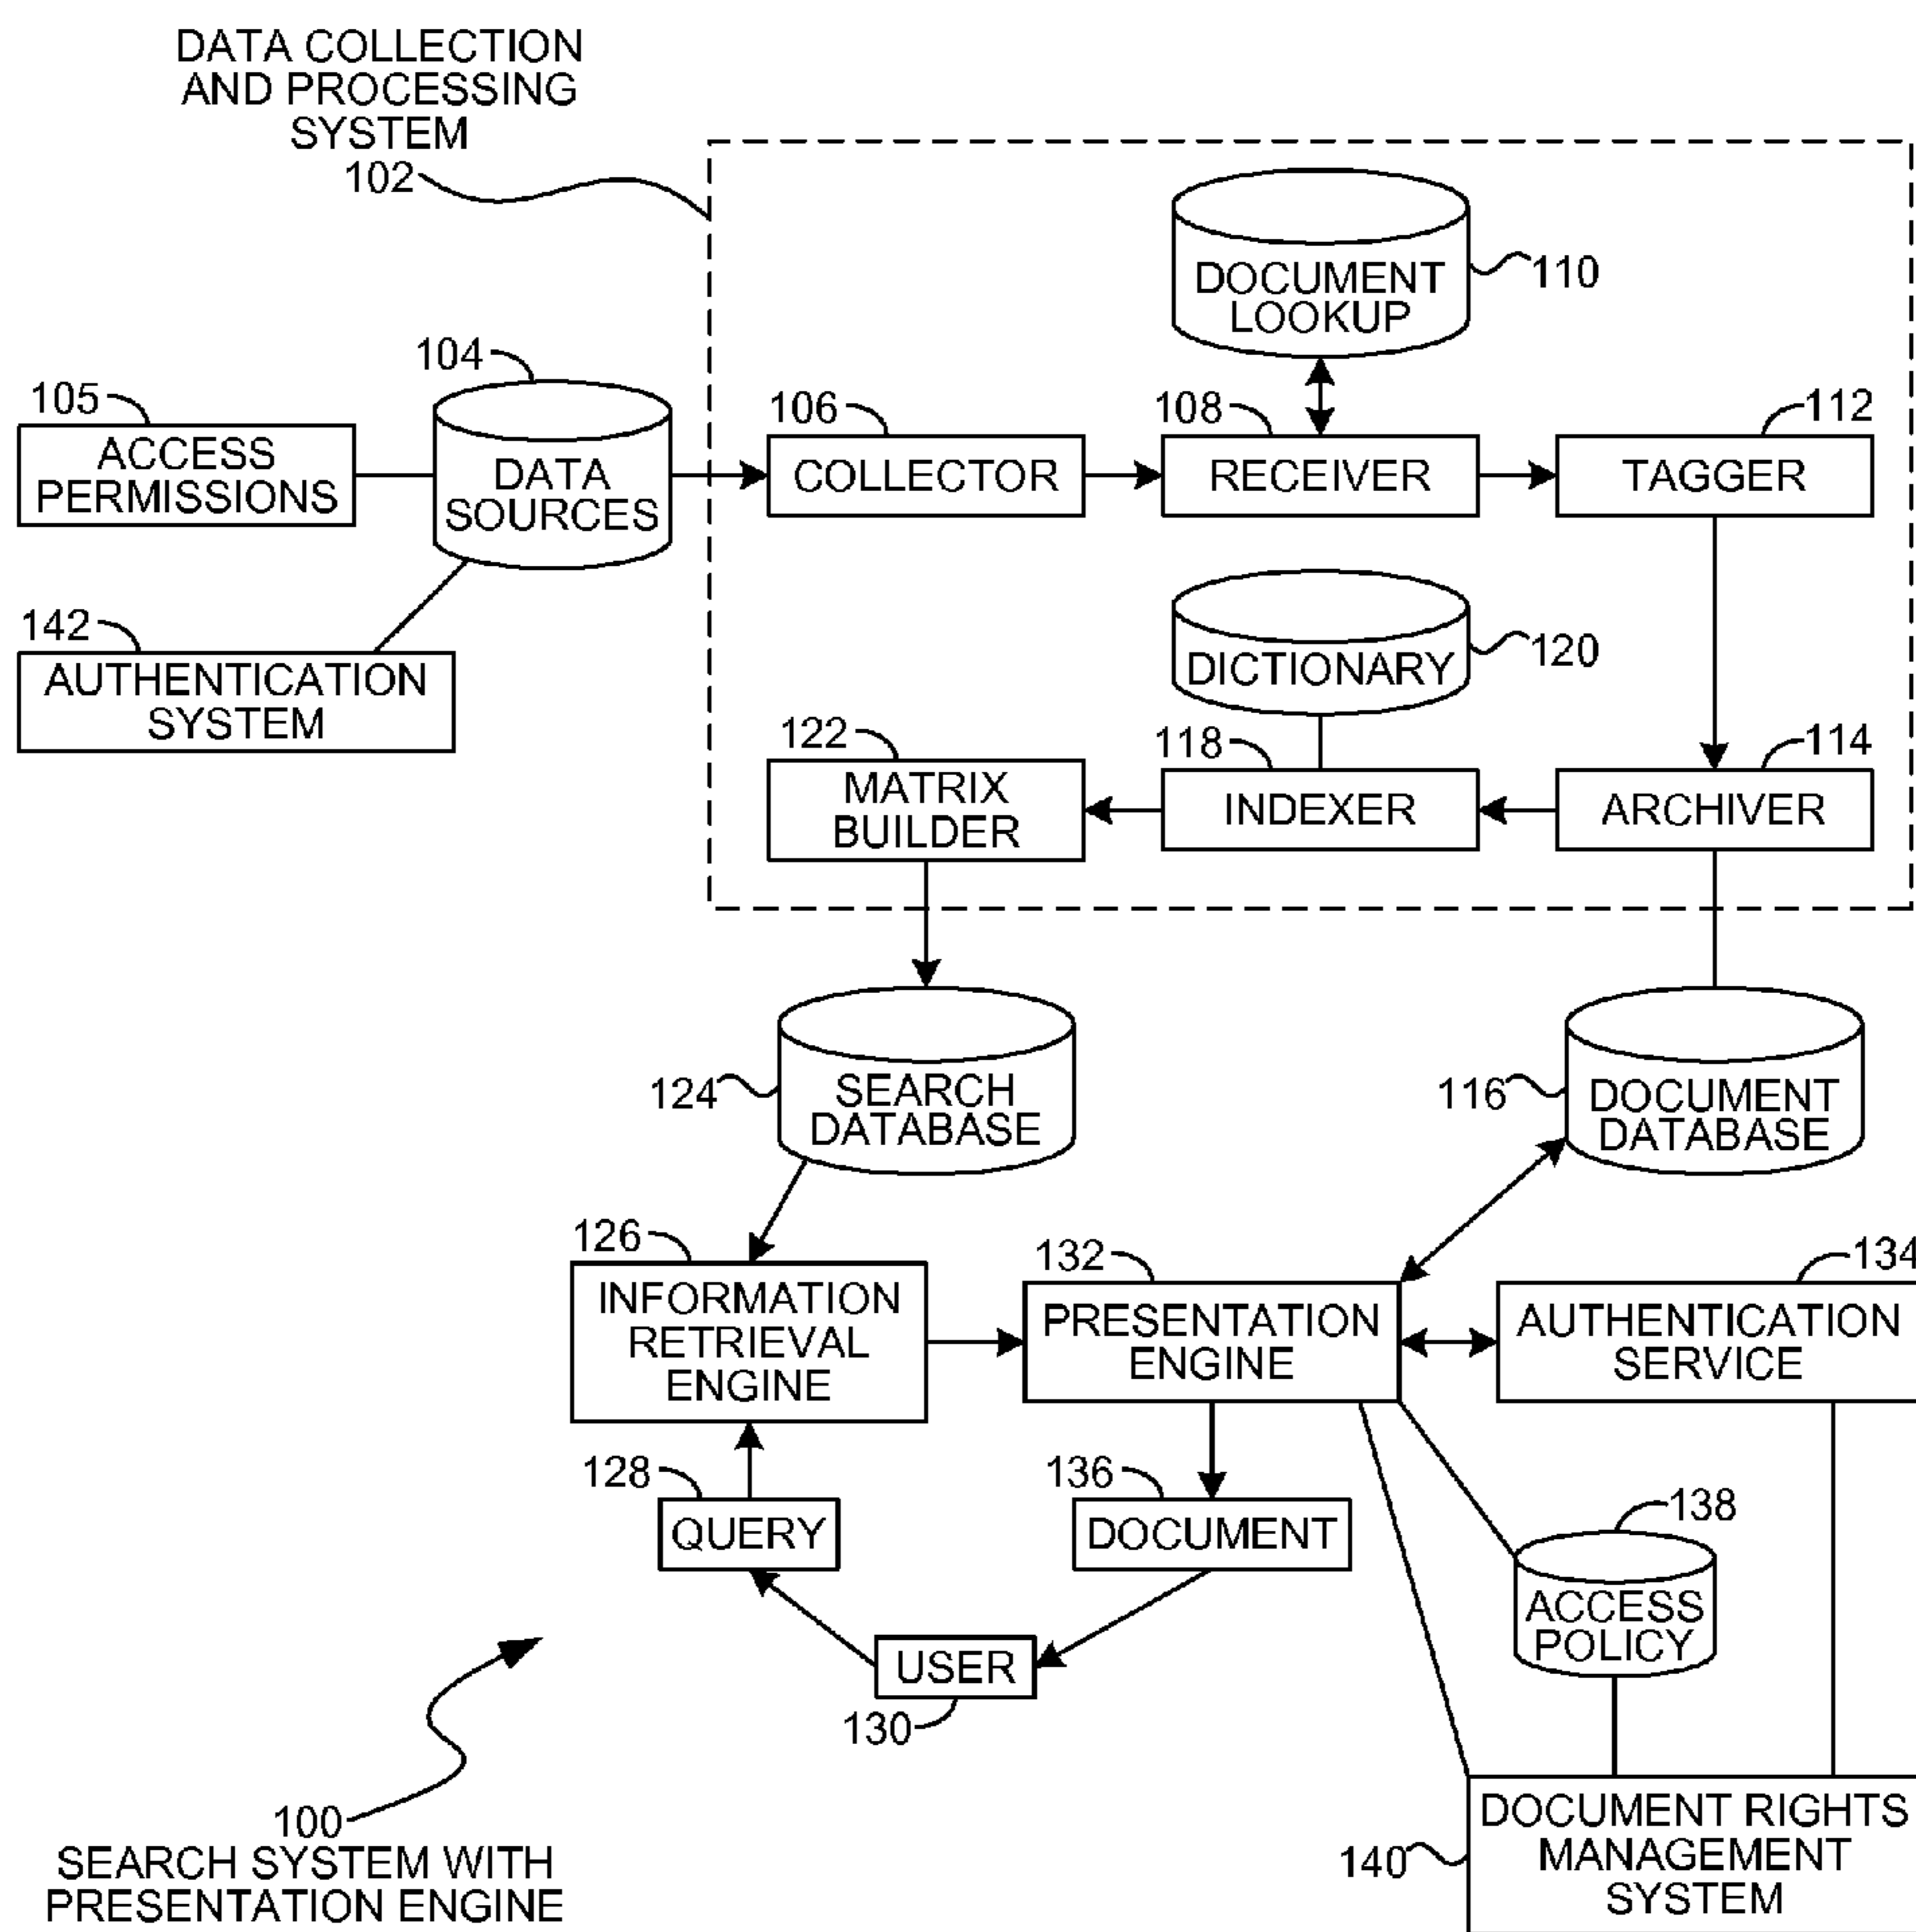 DATA COLLECTION
AND PROCESSING
SYSTEM
102
DOCUMENT
LOOKUP
110
104
105
ACCESS
PERMISSIONS
DATA
SOURCES
106
COLLECTOR
108
RECEIVER
112
TAGGER
142
AUTHENTICATION
SYSTEM
DICTIONARY
120
122
MATRIX
BUILDER
118
INDEXER
114
ARCHIVER
124
SEARCH
DATABASE
116
DOCUMENT
DATABASE
126
INFORMATION
RETRIEVAL
ENGINE
132
PRESENTATION
ENGINE
134
AUTHENTICATION
SERVICE
128
QUERY
136
DOCUMENT
138
ACCESS
POLICY
USER
130
100
SEARCH SYSTEM WITH
PRESENTATION ENGINE
140
DOCUMENT RIGHTS
MANAGEMENT
SYSTEM